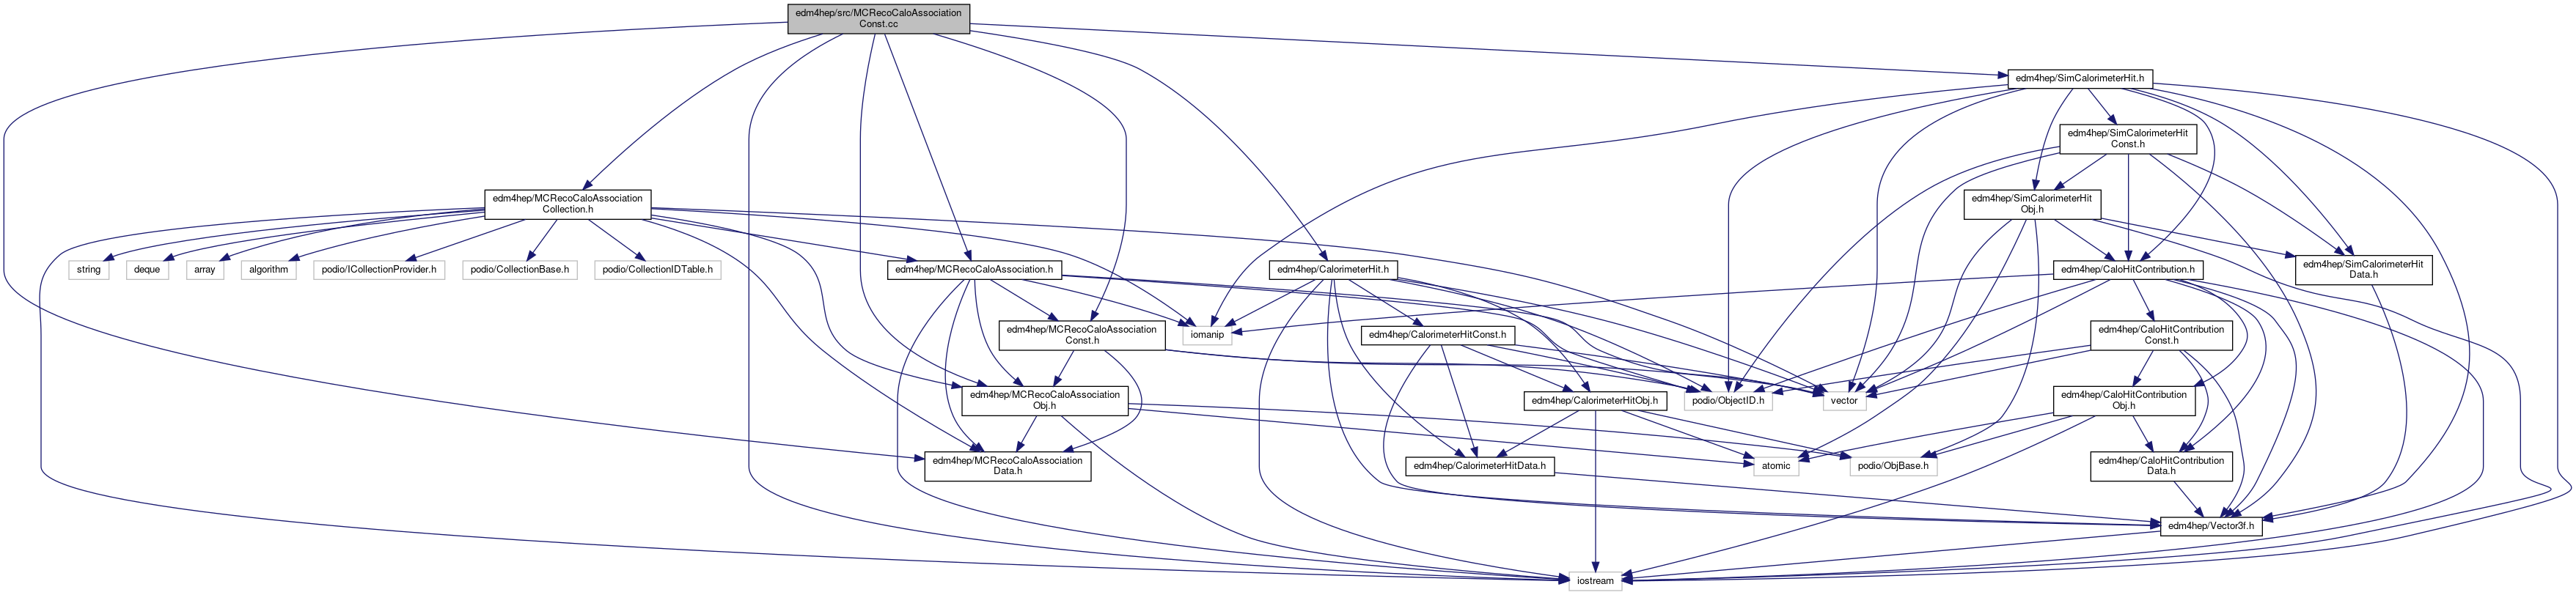 edm4hep/src/MCRecoCaloAssociation
Const.cc
edm4hep/SimCalorimeterHit.h
edm4hep/SimCalorimeterHit
Const.h
edm4hep/MCRecoCaloAssociation
Collection.h
edm4hep/SimCalorimeterHit
Obj.h
string
deque
array
algorithm
podio/ICollectionProvider.h
podio/CollectionBase.h
podio/CollectionIDTable.h
edm4hep/MCRecoCaloAssociation.h
edm4hep/CalorimeterHit.h
edm4hep/CaloHitContribution.h
edm4hep/SimCalorimeterHit
Data.h
edm4hep/MCRecoCaloAssociation
Const.h
iomanip
edm4hep/CalorimeterHitConst.h
edm4hep/CaloHitContribution
Const.h
edm4hep/MCRecoCaloAssociation
Obj.h
edm4hep/CalorimeterHitObj.h
podio/ObjectID.h
vector
edm4hep/CaloHitContribution
Obj.h
edm4hep/MCRecoCaloAssociation
Data.h
edm4hep/CalorimeterHitData.h
atomic
podio/ObjBase.h
edm4hep/CaloHitContribution
Data.h
edm4hep/Vector3f.h
iostream